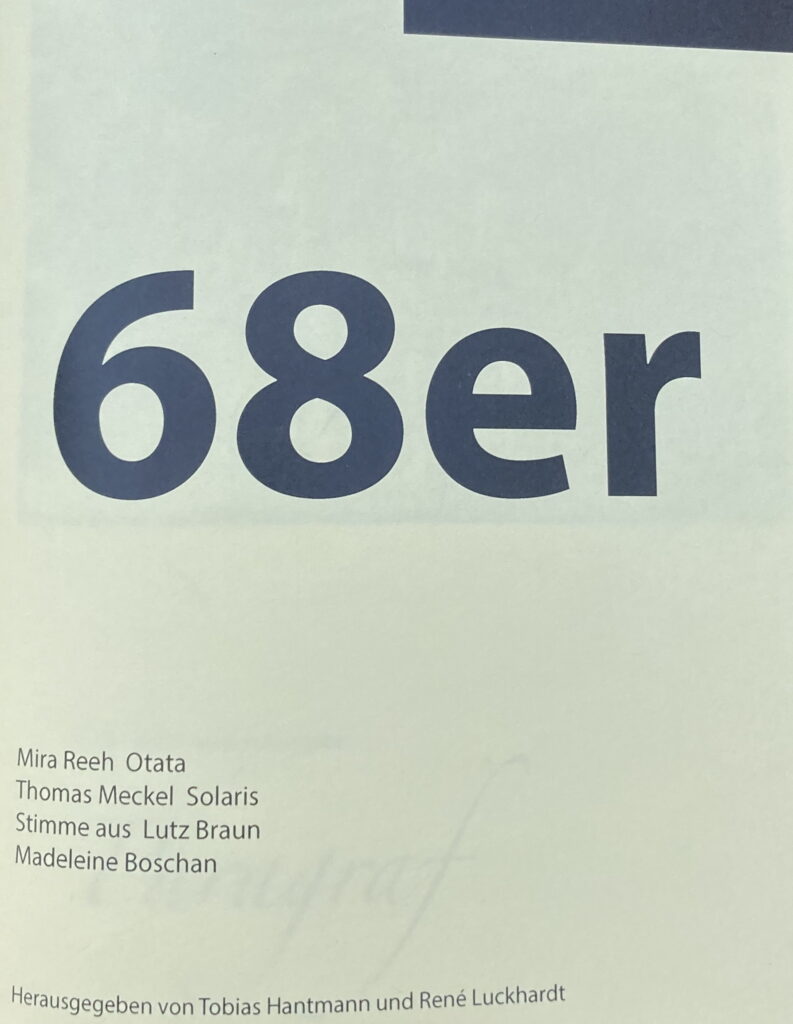 68er
Mira Reeh Otata
Thomas Meckel Solaris
Stimme aus Lutz Braun
Madeleine Boschan
Herausgegeben von Tobias Hantmann und René Luckhardt